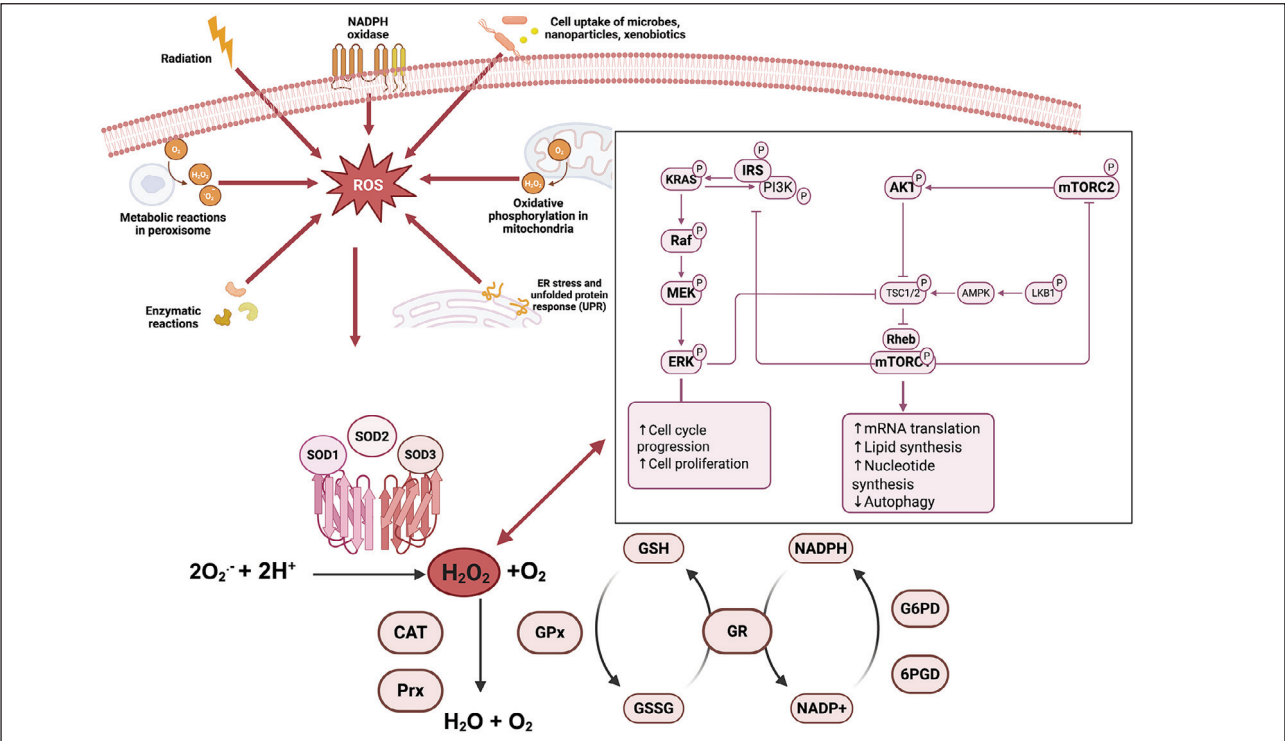 NADPH
oxidase
Cell uptake of microbes,
nanoparticles, xenobiotics
Radiation
O₂
H₂O₂
·O₂⁻
Metabolic reactions
in peroxisome
ROS
O₂
H₂O₂
Oxidative
phosphorylation in
mitochondria
Enzymatic
reactions
ER stress and
unfolded protein
response (UPR)
P
IRS
P
KRAS
PI3K
P
P
Raf
P
MEK
P
ERK
P
AKT
P
mTORC2
P
TSC1/2
AMPK
P
LKB1
Rheb
P
↑Cell cycle
progression
↑Cell proliferation
↑mRNA translation
↑Lipid synthesis
↑Nucleotide
synthesis
↓Autophagy
SOD1
SOD2
SOD3
2O₂·⁻ + 2H⁺
H₂O₂
+O₂
CAT
Prx
H₂O + O₂
GPx
GSH
GSSG
GR
NADPH
NADP+
G6PD
6PGD